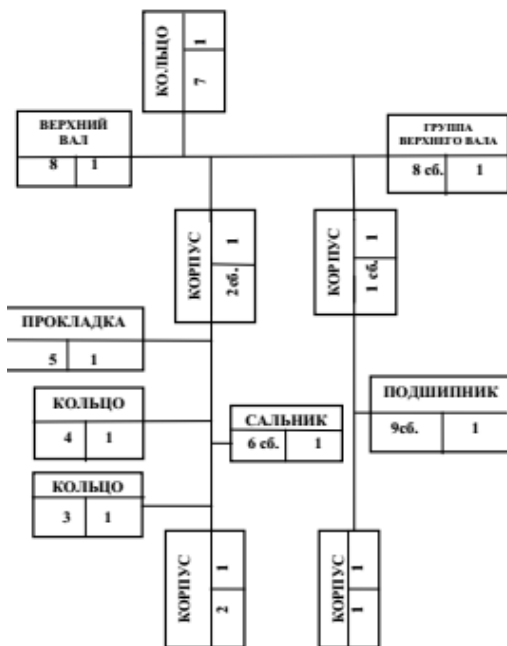 КОЛЬЦО
7 1
ВЕРХНИЙ
ВАЛ
8 1
ГРУППА
ВЕРХНЕГО ВАЛА
8 сб. 1
КОРПУС
2сб. 1
КОРПУС
1 сб. 1
ПРОКЛАДКА
5 1
КОЛЬЦО
4 1
САЛЬНИК
6 сб. 1
ПОДШИПНИК
9сб. 1
КОЛЬЦО
3 1
КОРПУС
2 1
КОРПУС
1 1